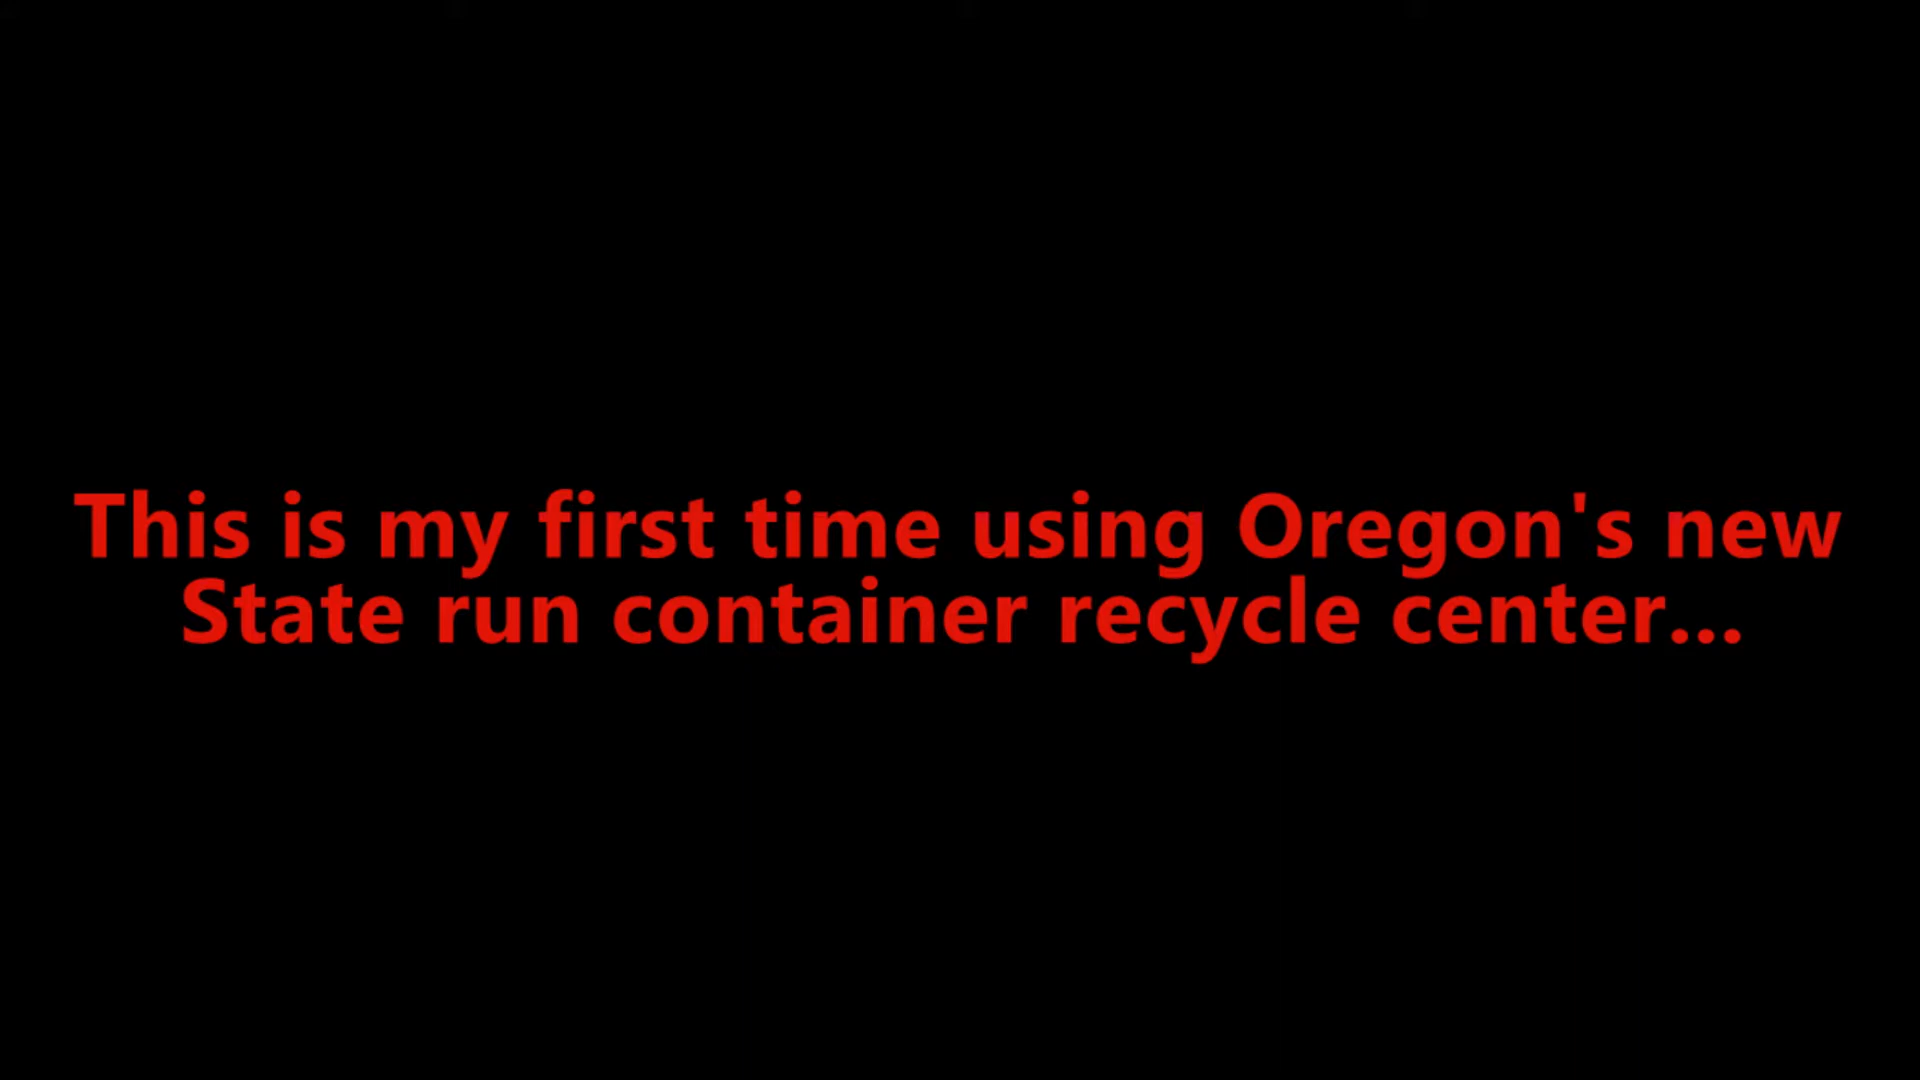 This is my first time using Oregon's new
State run container recycle center...